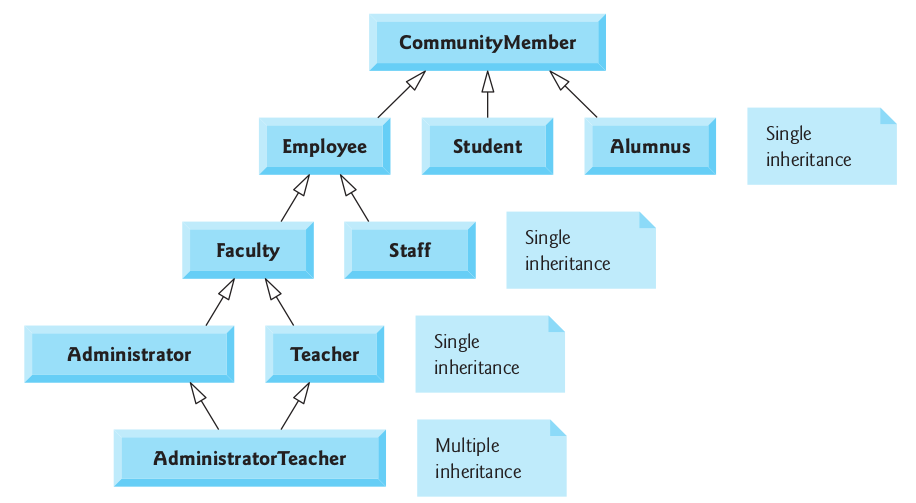 CommunityMember
Employee
Student
Alumnus
Single
inheritance
Faculty
Staff
Single
inheritance
Administrator
Teacher
Single
inheritance
AdministratorTeacher
Multiple
inheritance